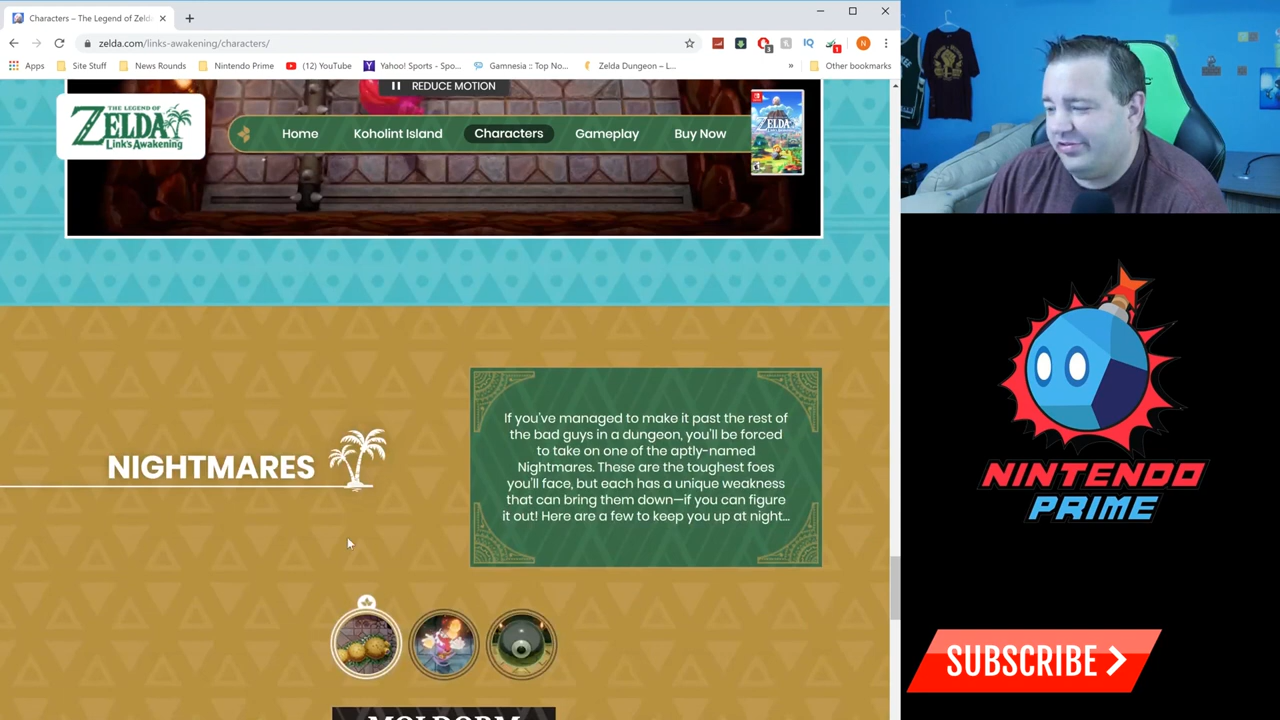 Characters – The Legend of Zelda
zelda.com/links-awakening/characters/
Apps
Site Stuff
News Rounds
Nintendo Prime
(12) YouTube
Yahoo! Sports - Spo...
Gamnesia :: Top No...
Zelda Dungeon – L...
»
Other bookmarks
3
IQ
1
N
REDUCE MOTION
THE LEGEND OF
ZELDA
Link's Awakening
Home
Koholint Island
Characters
Gameplay
Buy Now
ZELDA
NIGHTMARES
If you've managed to make it past the rest of
the bad guys in a dungeon, you'll be forced
to take on one of the aptly-named
Nightmares. These are the toughest foes
you'll face, but each has a unique weakness
that can bring them down—if you can figure
it out! Here are a few to keep you up at night...
MOLDORM
NINTENDO
PRIME
SUBSCRIBE